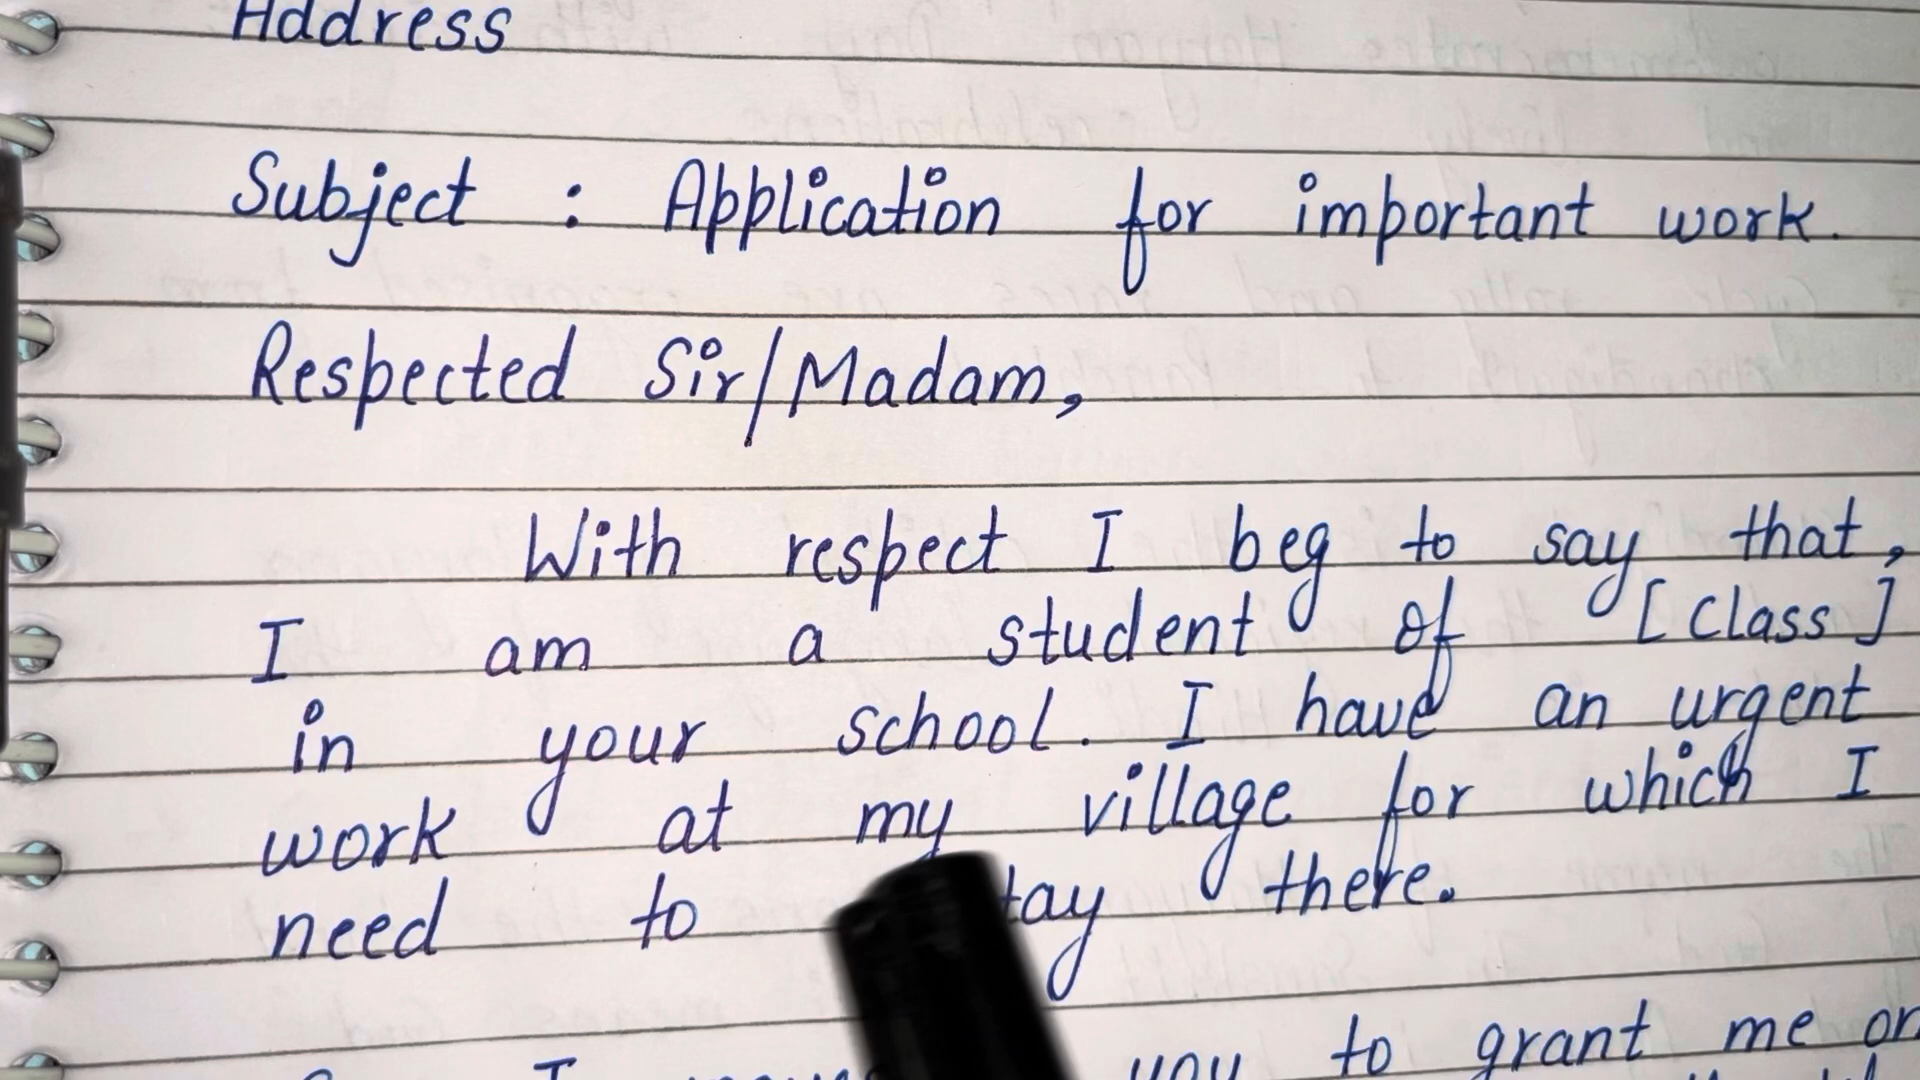 Address
Subject : Application for important work.
Respected Sir/Madam,
With respect I beg to say that,
I am a student of [Class]
in your school. I have an urgent
work at my village for which I
need to tay there.
I you to grant me on